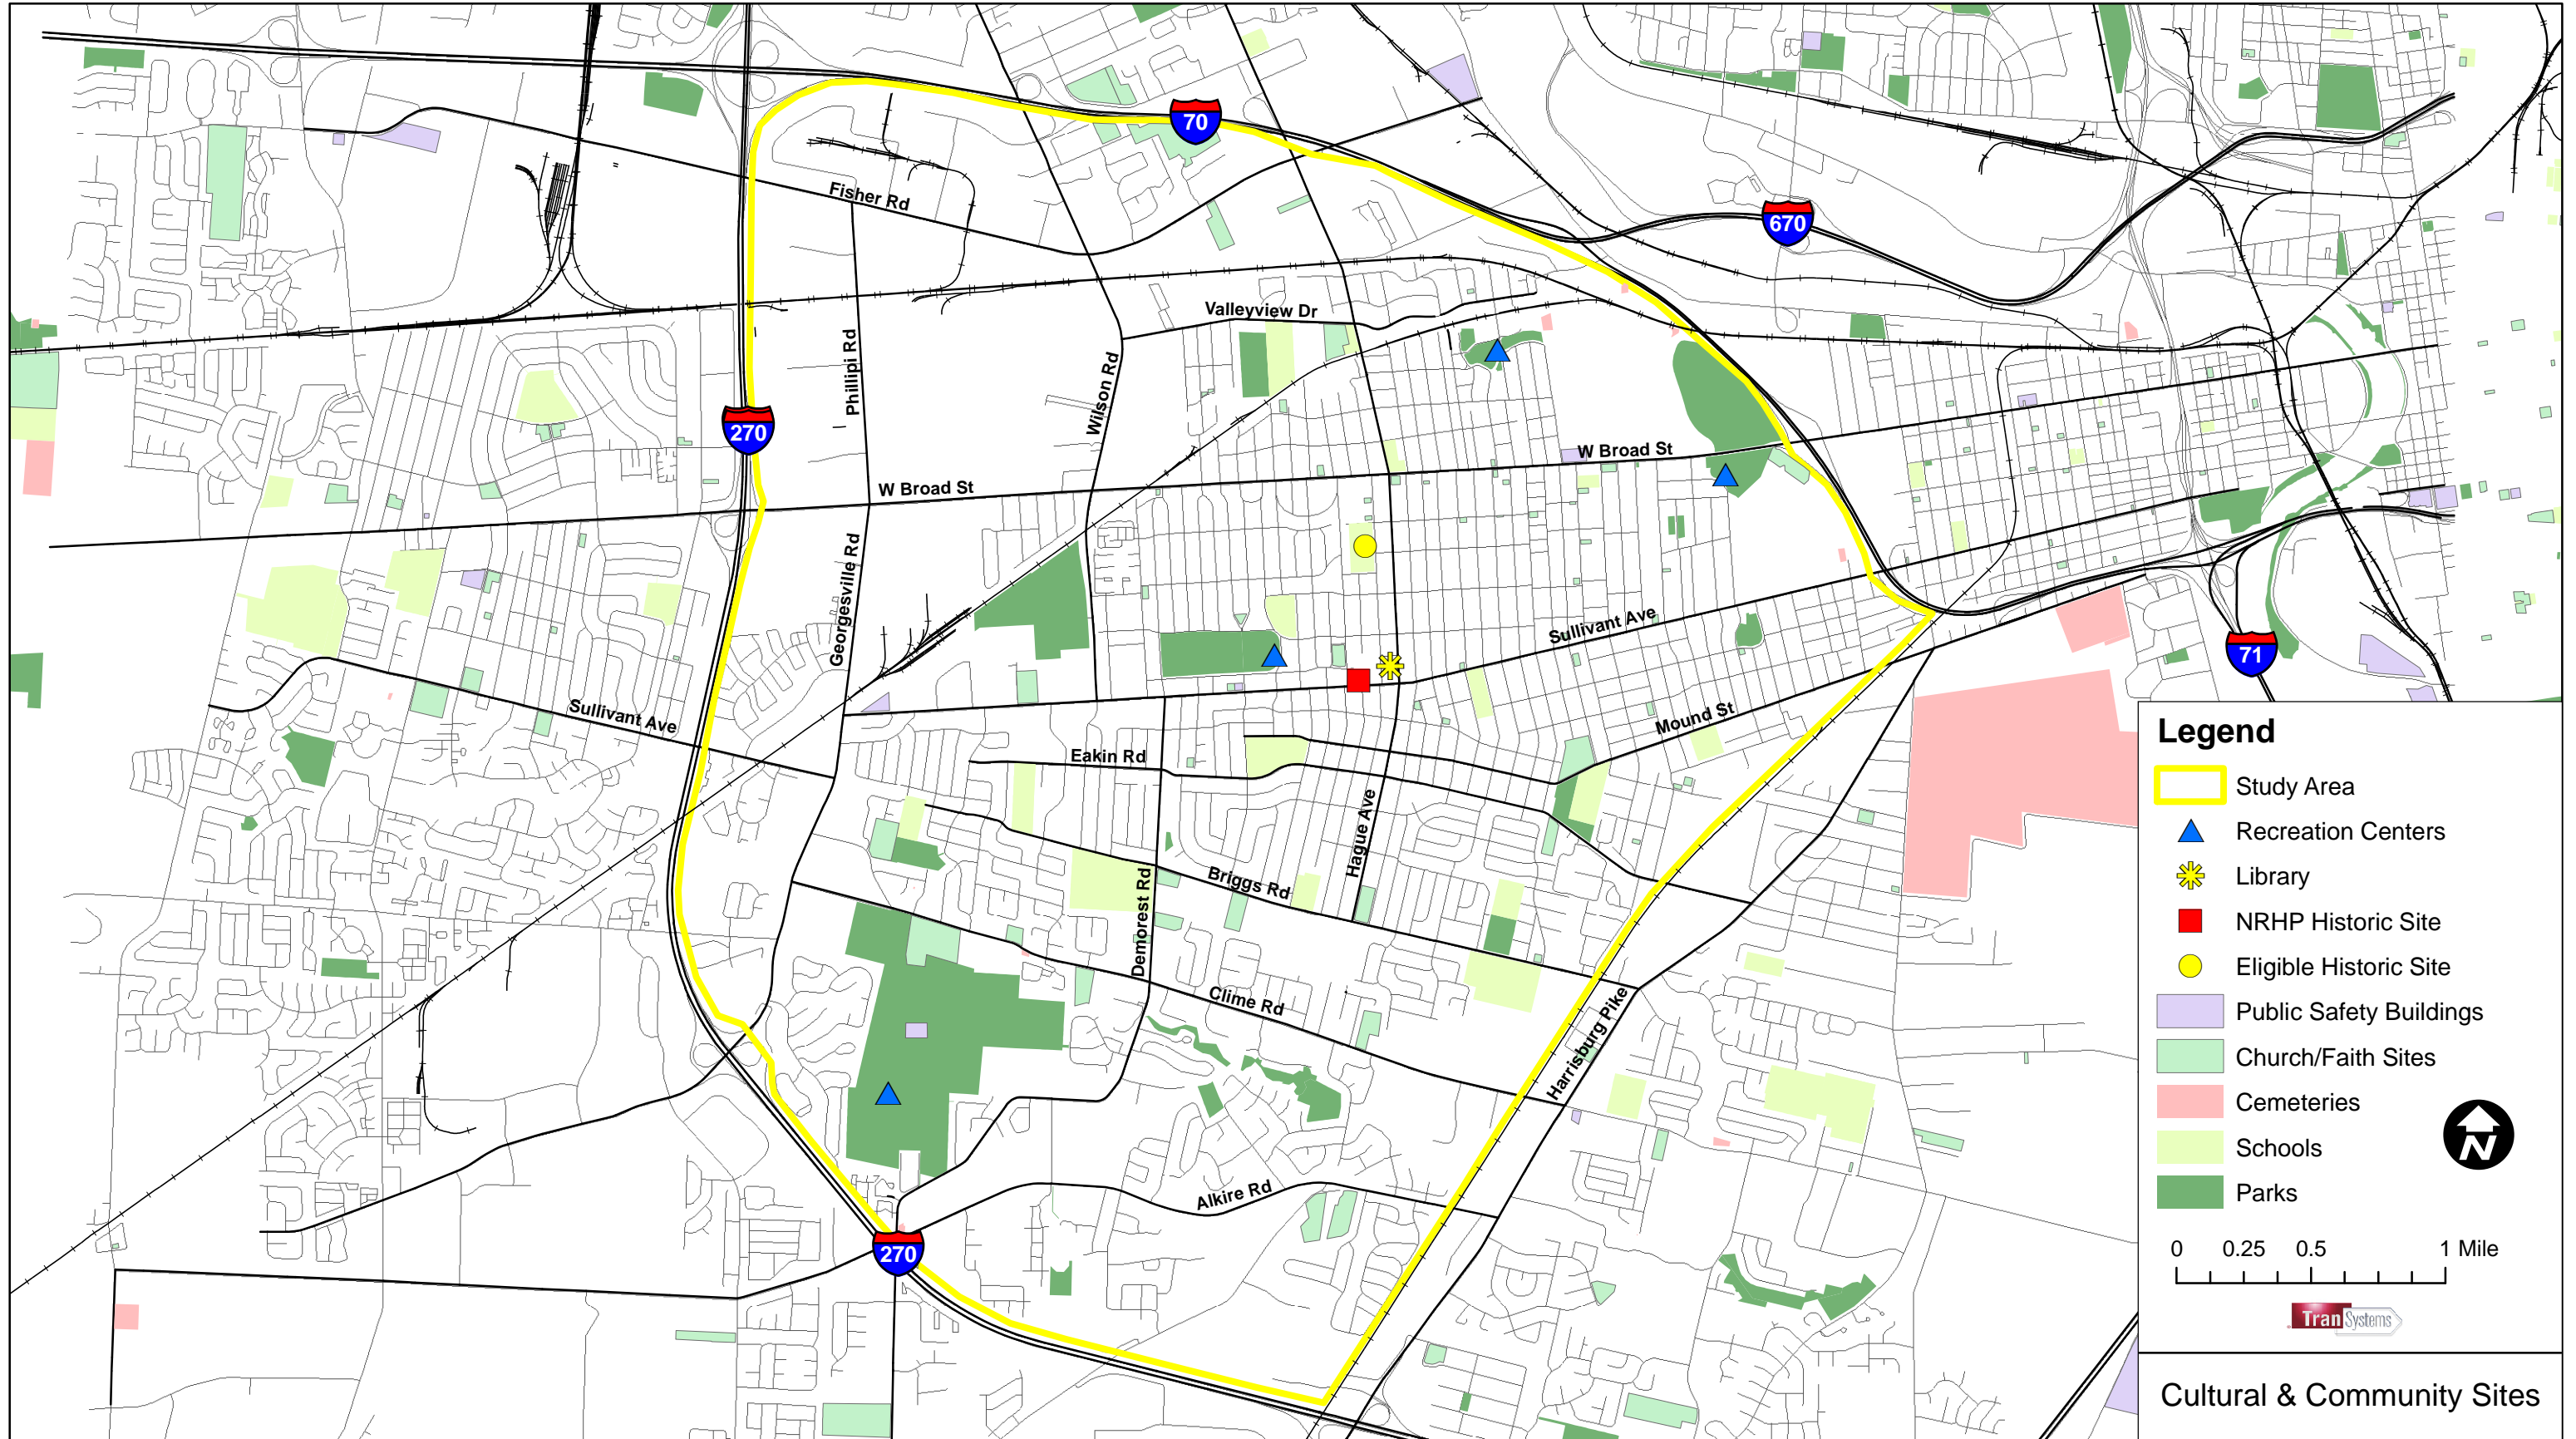 70
Fisher Rd
670
Valleyview Dr
Phillipi Rd
Wilson Rd
270
W Broad St
W Broad St
Georgesville Rd
Sullivant Ave
71
Sullivant Ave
Mound St
Eakin Rd
Hague Ave
Briggs Rd
Demorest Rd
Clime Rd
Harrisburg Pike
Alkire Rd
270
Legend
Study Area
Recreation Centers
Library
NRHP Historic Site
Eligible Historic Site
Public Safety Buildings
Church/Faith Sites
Cemeteries
Schools
Parks
N
0 0.25 0.5 1 Mile
TranSystems
Cultural & Community Sites